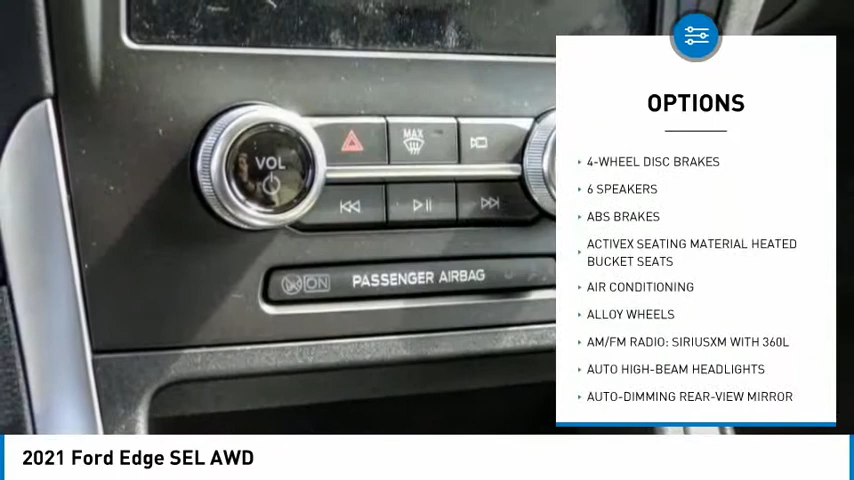 VOL
MAX
ON
PASSENGER AIRBAG
OPTIONS
4-WHEEL DISC BRAKES
6 SPEAKERS
ABS BRAKES
ACTIVEX SEATING MATERIAL HEATED
BUCKET SEATS
AIR CONDITIONING
ALLOY WHEELS
AM/FM RADIO: SIRIUSXM WITH 360L
AUTO HIGH-BEAM HEADLIGHTS
AUTO-DIMMING REAR-VIEW MIRROR
2021 Ford Edge SEL AWD